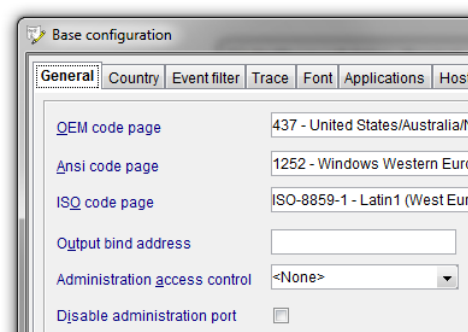 Base configuration
General Country Event filter Trace Font Applications
OEM code page 437 - United States/Australia/
Ansi code page 1252 - Windows Western
ISO code page ISO-8859-1 - Latin1 (West
Output bind address
Administration access control <None>
Disable administration port